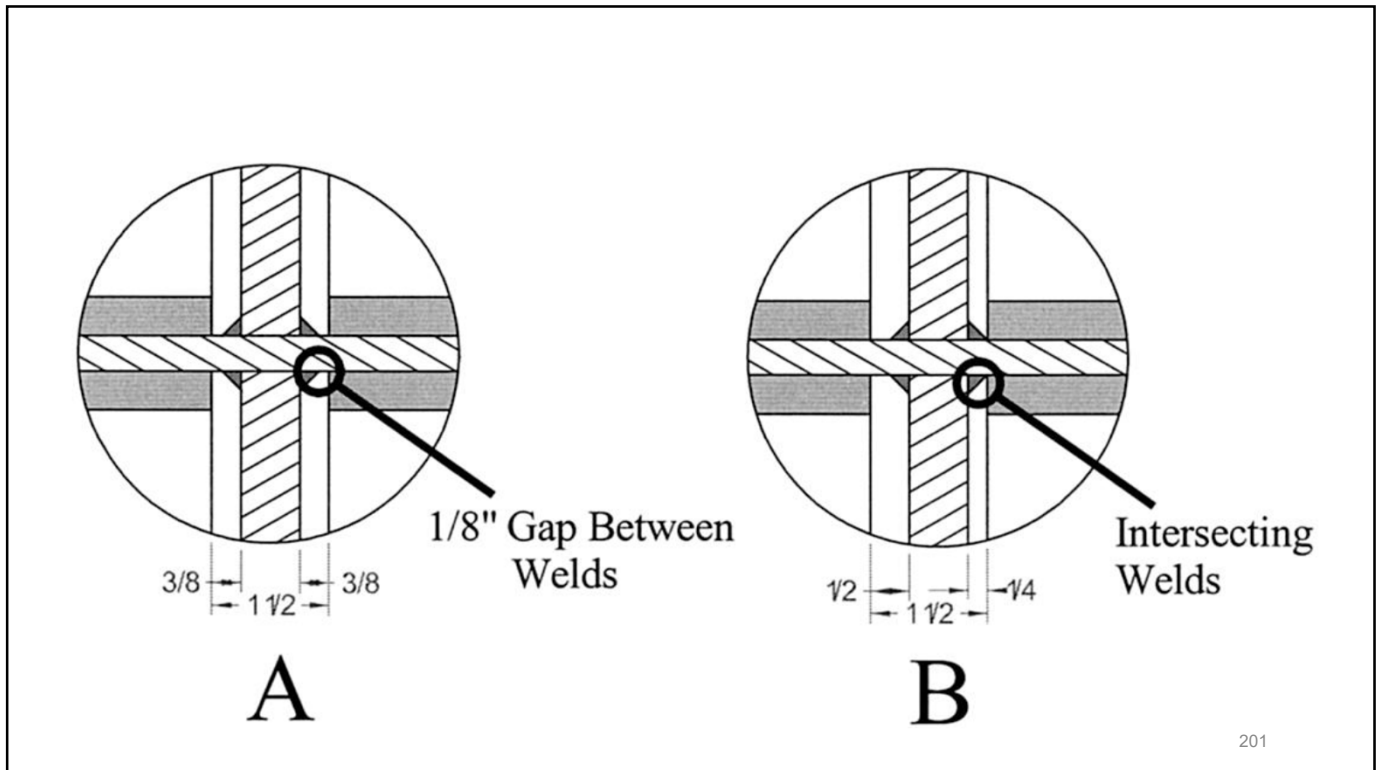 1/8" Gap Between
Welds
3/8 3/8
1 1/2
A
Intersecting
Welds
1/2 1/4
1 1/2
B
201